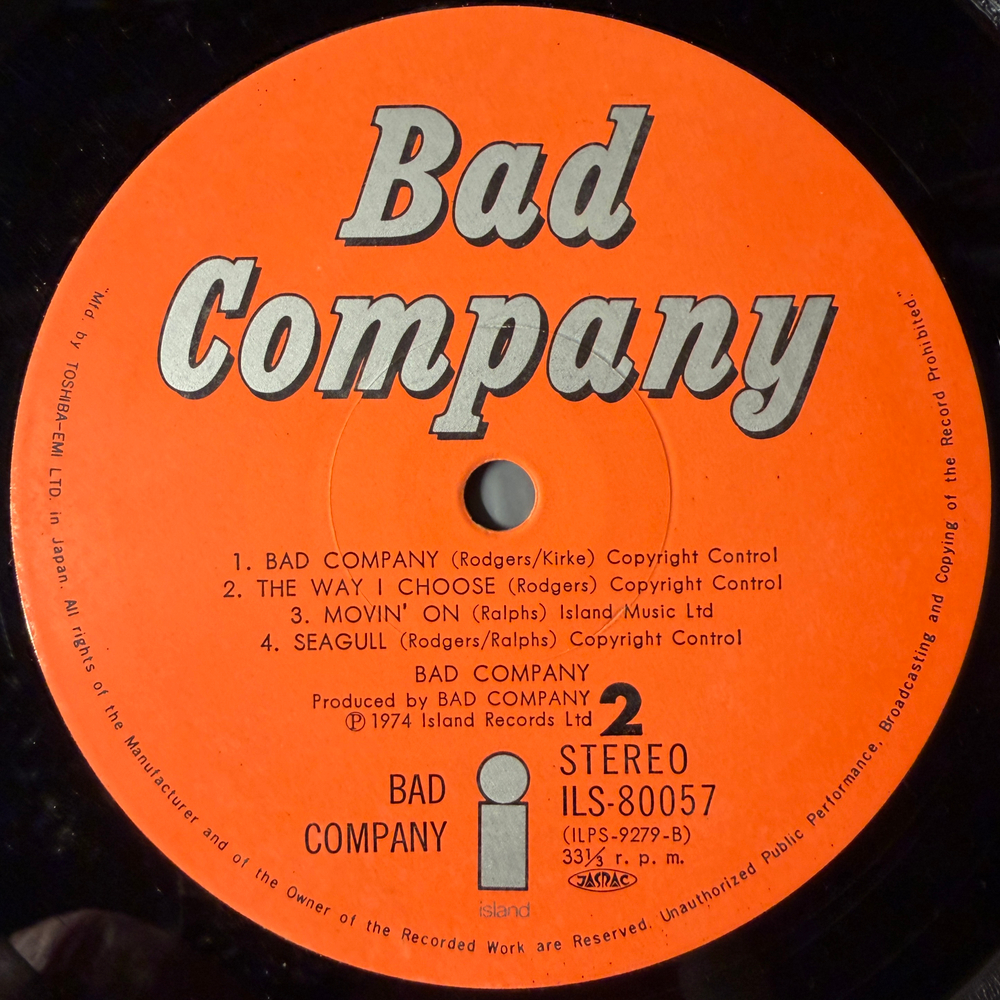 Bad
Company
1. BAD COMPANY (Rodgers/Kirke) Copyright Control
2. THE WAY I CHOOSE (Rodgers) Copyright Control
3. MOVIN' ON (Ralphs) Island Music Ltd
4. SEAGULL (Rodgers/Ralphs) Copyright Control
BAD COMPANY
Produced by BAD COMPANY
Ⓟ 1974 Island Records Ltd
2
BAD
COMPANY
island
STEREO
ILS-80057
(ILPS-9279-B)
33⅓ r. p. m.
JASRAC
"Mfd. by TOSHIBA-EMI LTD. in Japan. All rights of the Manufacturer and of the Owner of the Recorded Work are Reserved. Unauthorized Public Performance, Broadcasting and Copying of the Record Prohibited."